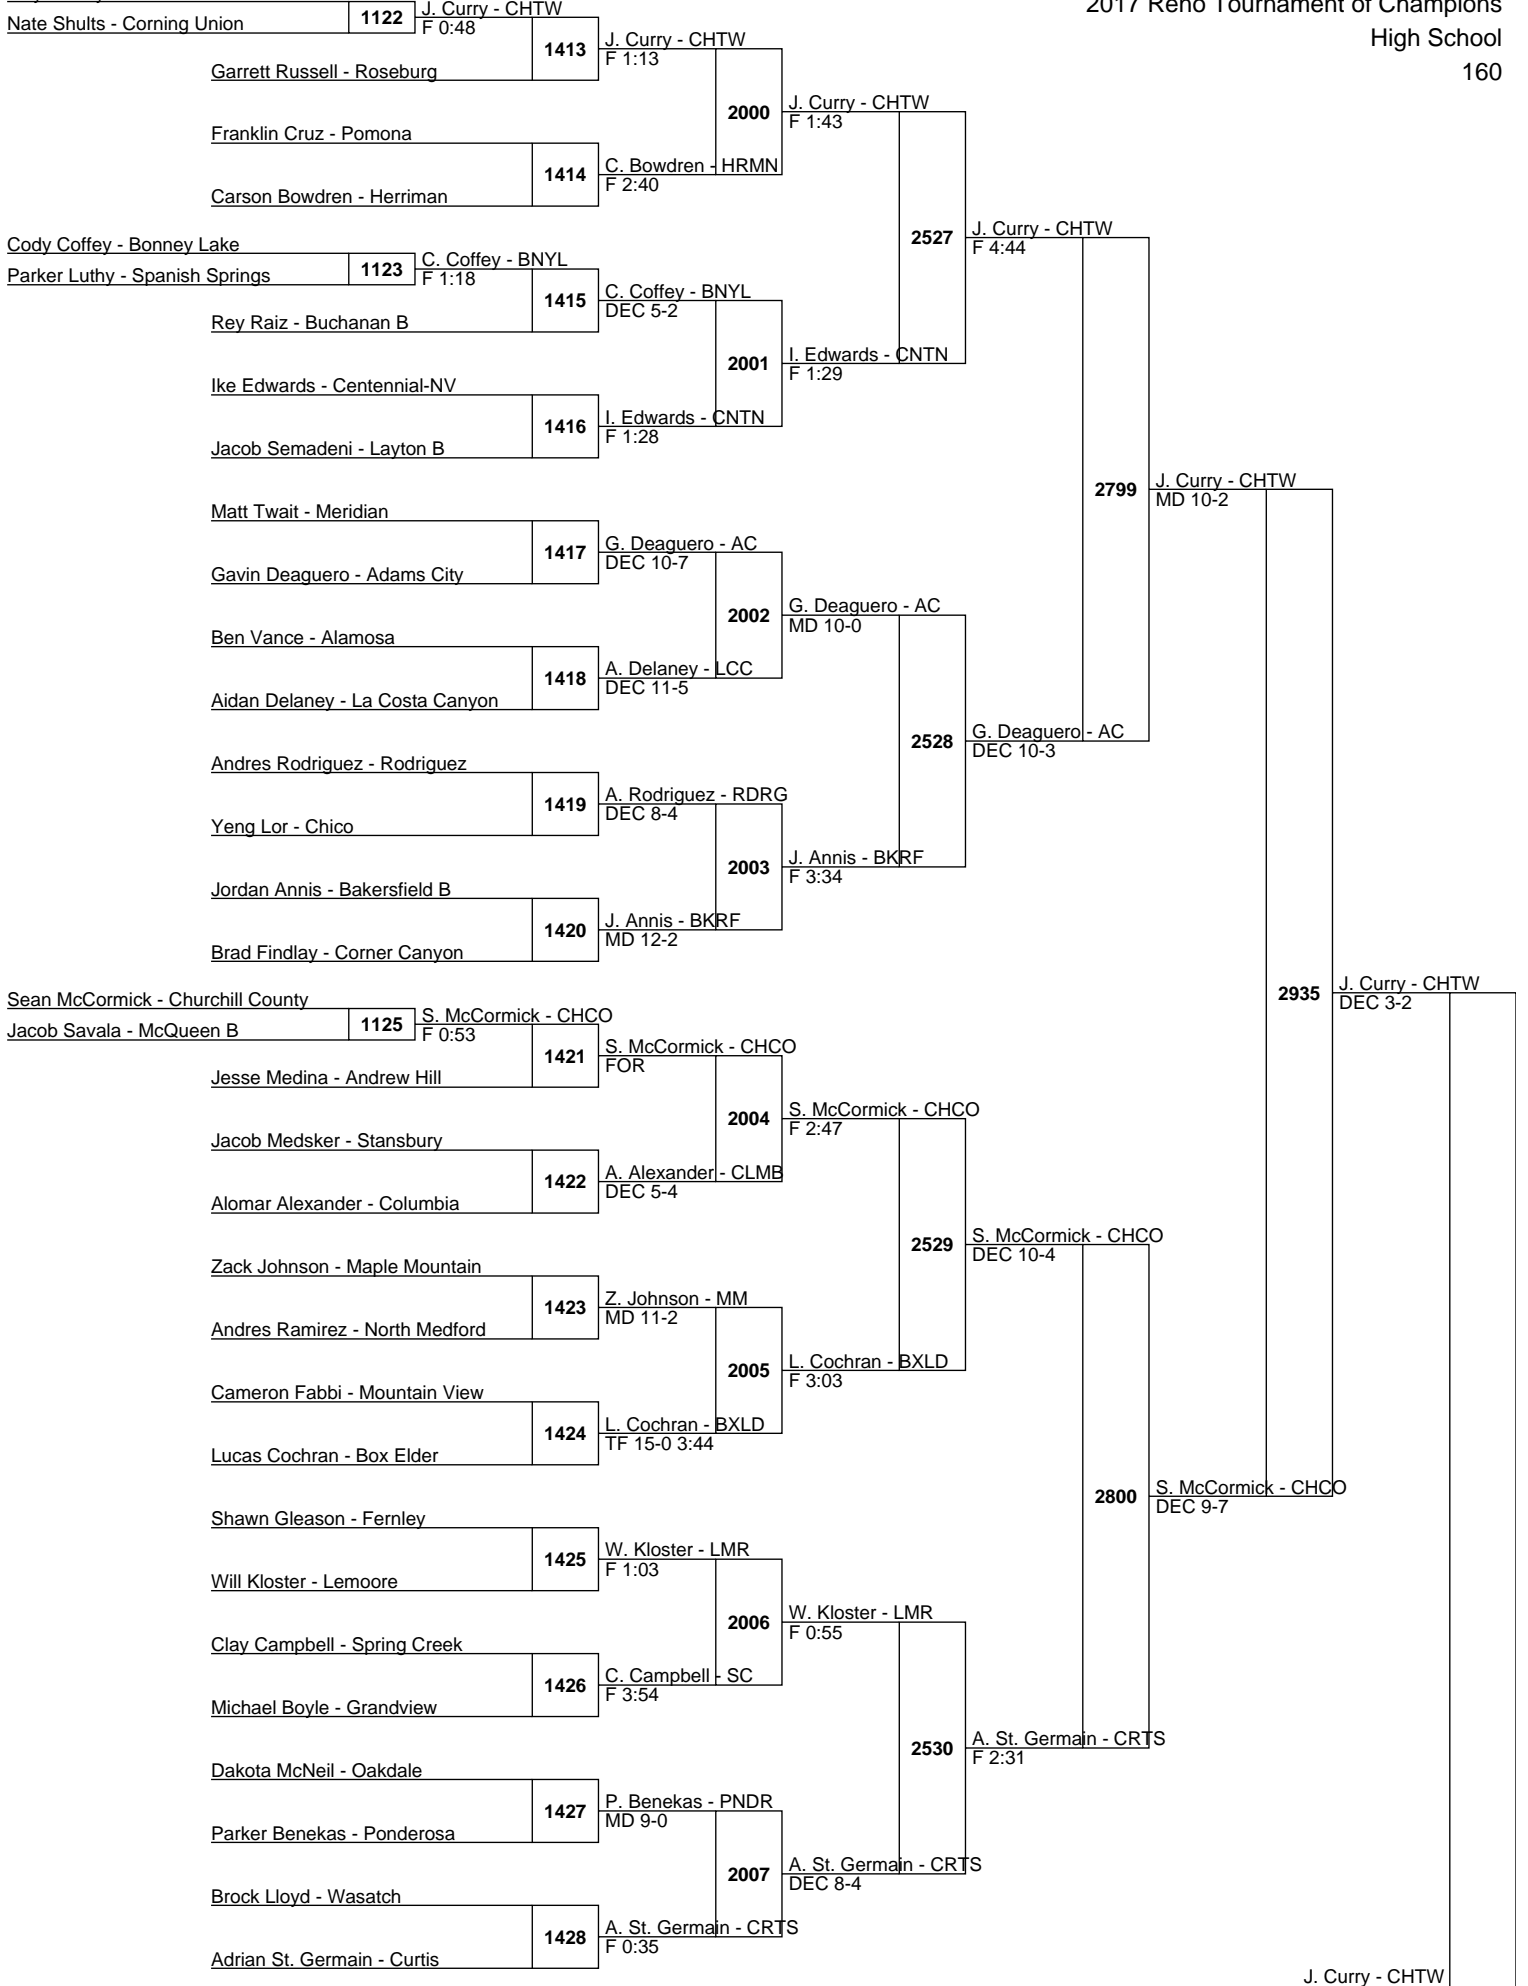 2017 Reno Tournament of Champions
High School
160
J. Curry - CHTW
Nate Shults - Corning Union
1122
F 0:48
J. Curry - CHTW
1413
F 1:13
Garrett Russell - Roseburg
J. Curry - CHTW
2000
F 1:43
Franklin Cruz - Pomona
C. Bowdren - HRMN
1414
F 2:40
Carson Bowdren - Herriman
J. Curry - CHTW
2527
F 4:44
Cody Coffey - Bonney Lake
C. Coffey - BNYL
1123
Parker Luthy - Spanish Springs
F 1:18
C. Coffey - BNYL
1415
DEC 5-2
Rey Raiz - Buchanan B
I. Edwards - CNTN
2001
F 1:29
Ike Edwards - Centennial-NV
I. Edwards - CNTN
1416
F 1:28
Jacob Semadeni - Layton B
J. Curry - CHTW
2799
MD 10-2
Matt Twait - Meridian
G. Deaguero - AC
1417
DEC 10-7
Gavin Deaguero - Adams City
G. Deaguero - AC
2002
MD 10-0
Ben Vance - Alamosa
A. Delaney - LCC
1418
DEC 11-5
Aidan Delaney - La Costa Canyon
G. Deaguero - AC
2528
DEC 10-3
Andres Rodriguez - Rodriguez
A. Rodriguez - RDRG
1419
DEC 8-4
Yeng Lor - Chico
J. Annis - BKRF
2003
F 3:34
Jordan Annis - Bakersfield B
J. Annis - BKRF
1420
MD 12-2
Brad Findlay - Corner Canyon
J. Curry - CHTW
2935
DEC 3-2
Sean McCormick - Churchill County
S. McCormick - CHCO
1125
Jacob Savala - McQueen B
F 0:53
S. McCormick - CHCO
1421
FOR
Jesse Medina - Andrew Hill
S. McCormick - CHCO
2004
F 2:47
Jacob Medsker - Stansbury
A. Alexander - CLMB
1422
DEC 5-4
Alomar Alexander - Columbia
S. McCormick - CHCO
2529
DEC 10-4
Zack Johnson - Maple Mountain
Z. Johnson - MM
1423
MD 11-2
Andres Ramirez - North Medford
L. Cochran - BXLD
2005
F 3:03
Cameron Fabbi - Mountain View
L. Cochran - BXLD
1424
TF 15-0 3:44
Lucas Cochran - Box Elder
S. McCormick - CHCO
2800
DEC 9-7
Shawn Gleason - Fernley
W. Kloster - LMR
1425
F 1:03
Will Kloster - Lemoore
W. Kloster - LMR
2006
F 0:55
Clay Campbell - Spring Creek
C. Campbell - SC
1426
F 3:54
Michael Boyle - Grandview
A. St. Germain - CRTS
2530
F 2:31
Dakota McNeil - Oakdale
P. Benekas - PNDR
1427
MD 9-0
Parker Benekas - Ponderosa
A. St. Germain - CRTS
2007
DEC 8-4
Brock Lloyd - Wasatch
A. St. Germain - CRTS
1428
F 0:35
Adrian St. Germain - Curtis
J. Curry - CHTW